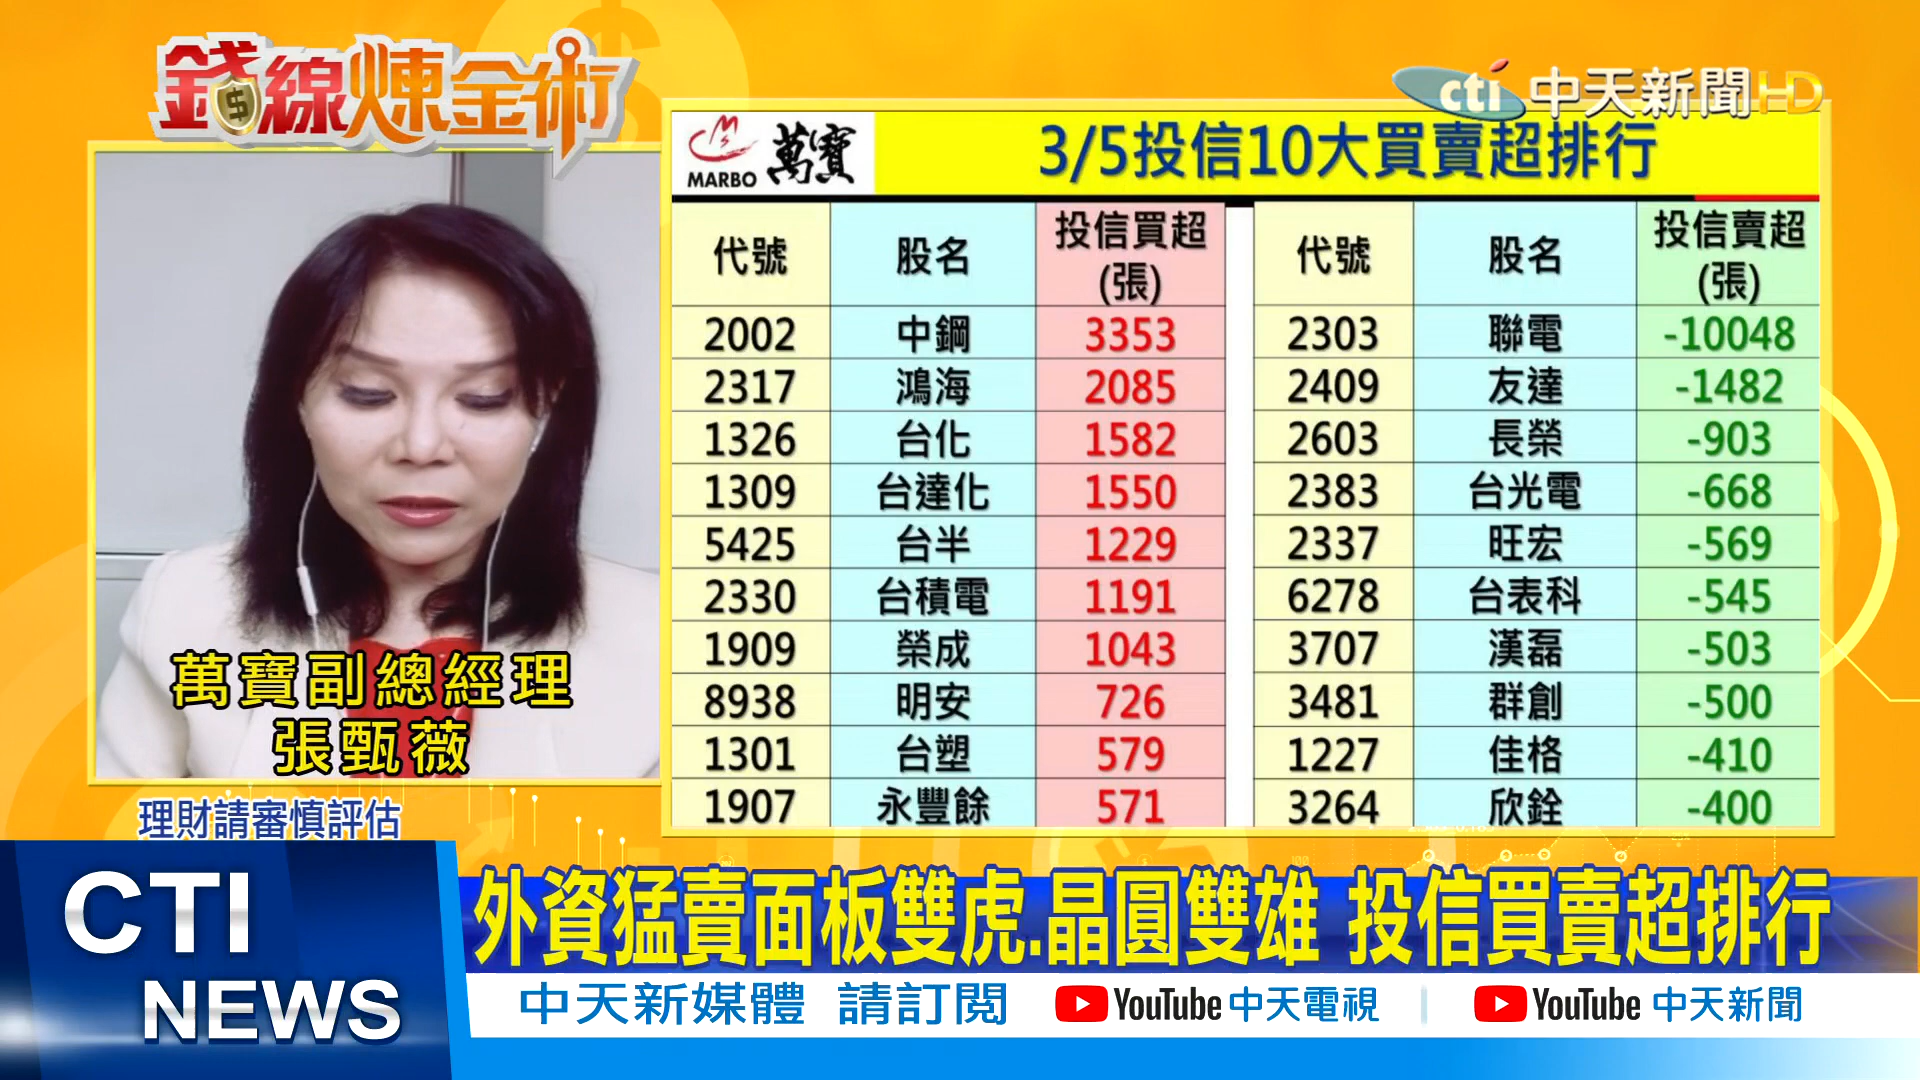 錢線煉金術
cti 中天新聞HD
MARBO 萬寶
3/5投信10大買賣超排行
代號 股名 投信買超(張) 代號 股名 投信賣超(張)
2002 中鋼 3353 2303 聯電 -10048
2317 鴻海 2085 2409 友達 -1482
1326 台化 1582 2603 長榮 -903
1309 台達化 1550 2383 台光電 -668
5425 台半 1229 2337 旺宏 -569
2330 台積電 1191 6278 台表科 -545
1909 榮成 1043 3707 漢磊 -503
8938 明安 726 3481 群創 -500
1301 台塑 579 1227 佳格 -410
1907 永豐餘 571 3264 欣銓 -400
萬寶副總經理
張甄薇
理財請審慎評估
CTI
NEWS
外資猛賣面板雙虎.晶圓雙雄 投信買賣超排行
中天新媒體 請訂閱 YouTube 中天電視 | YouTube 中天新聞